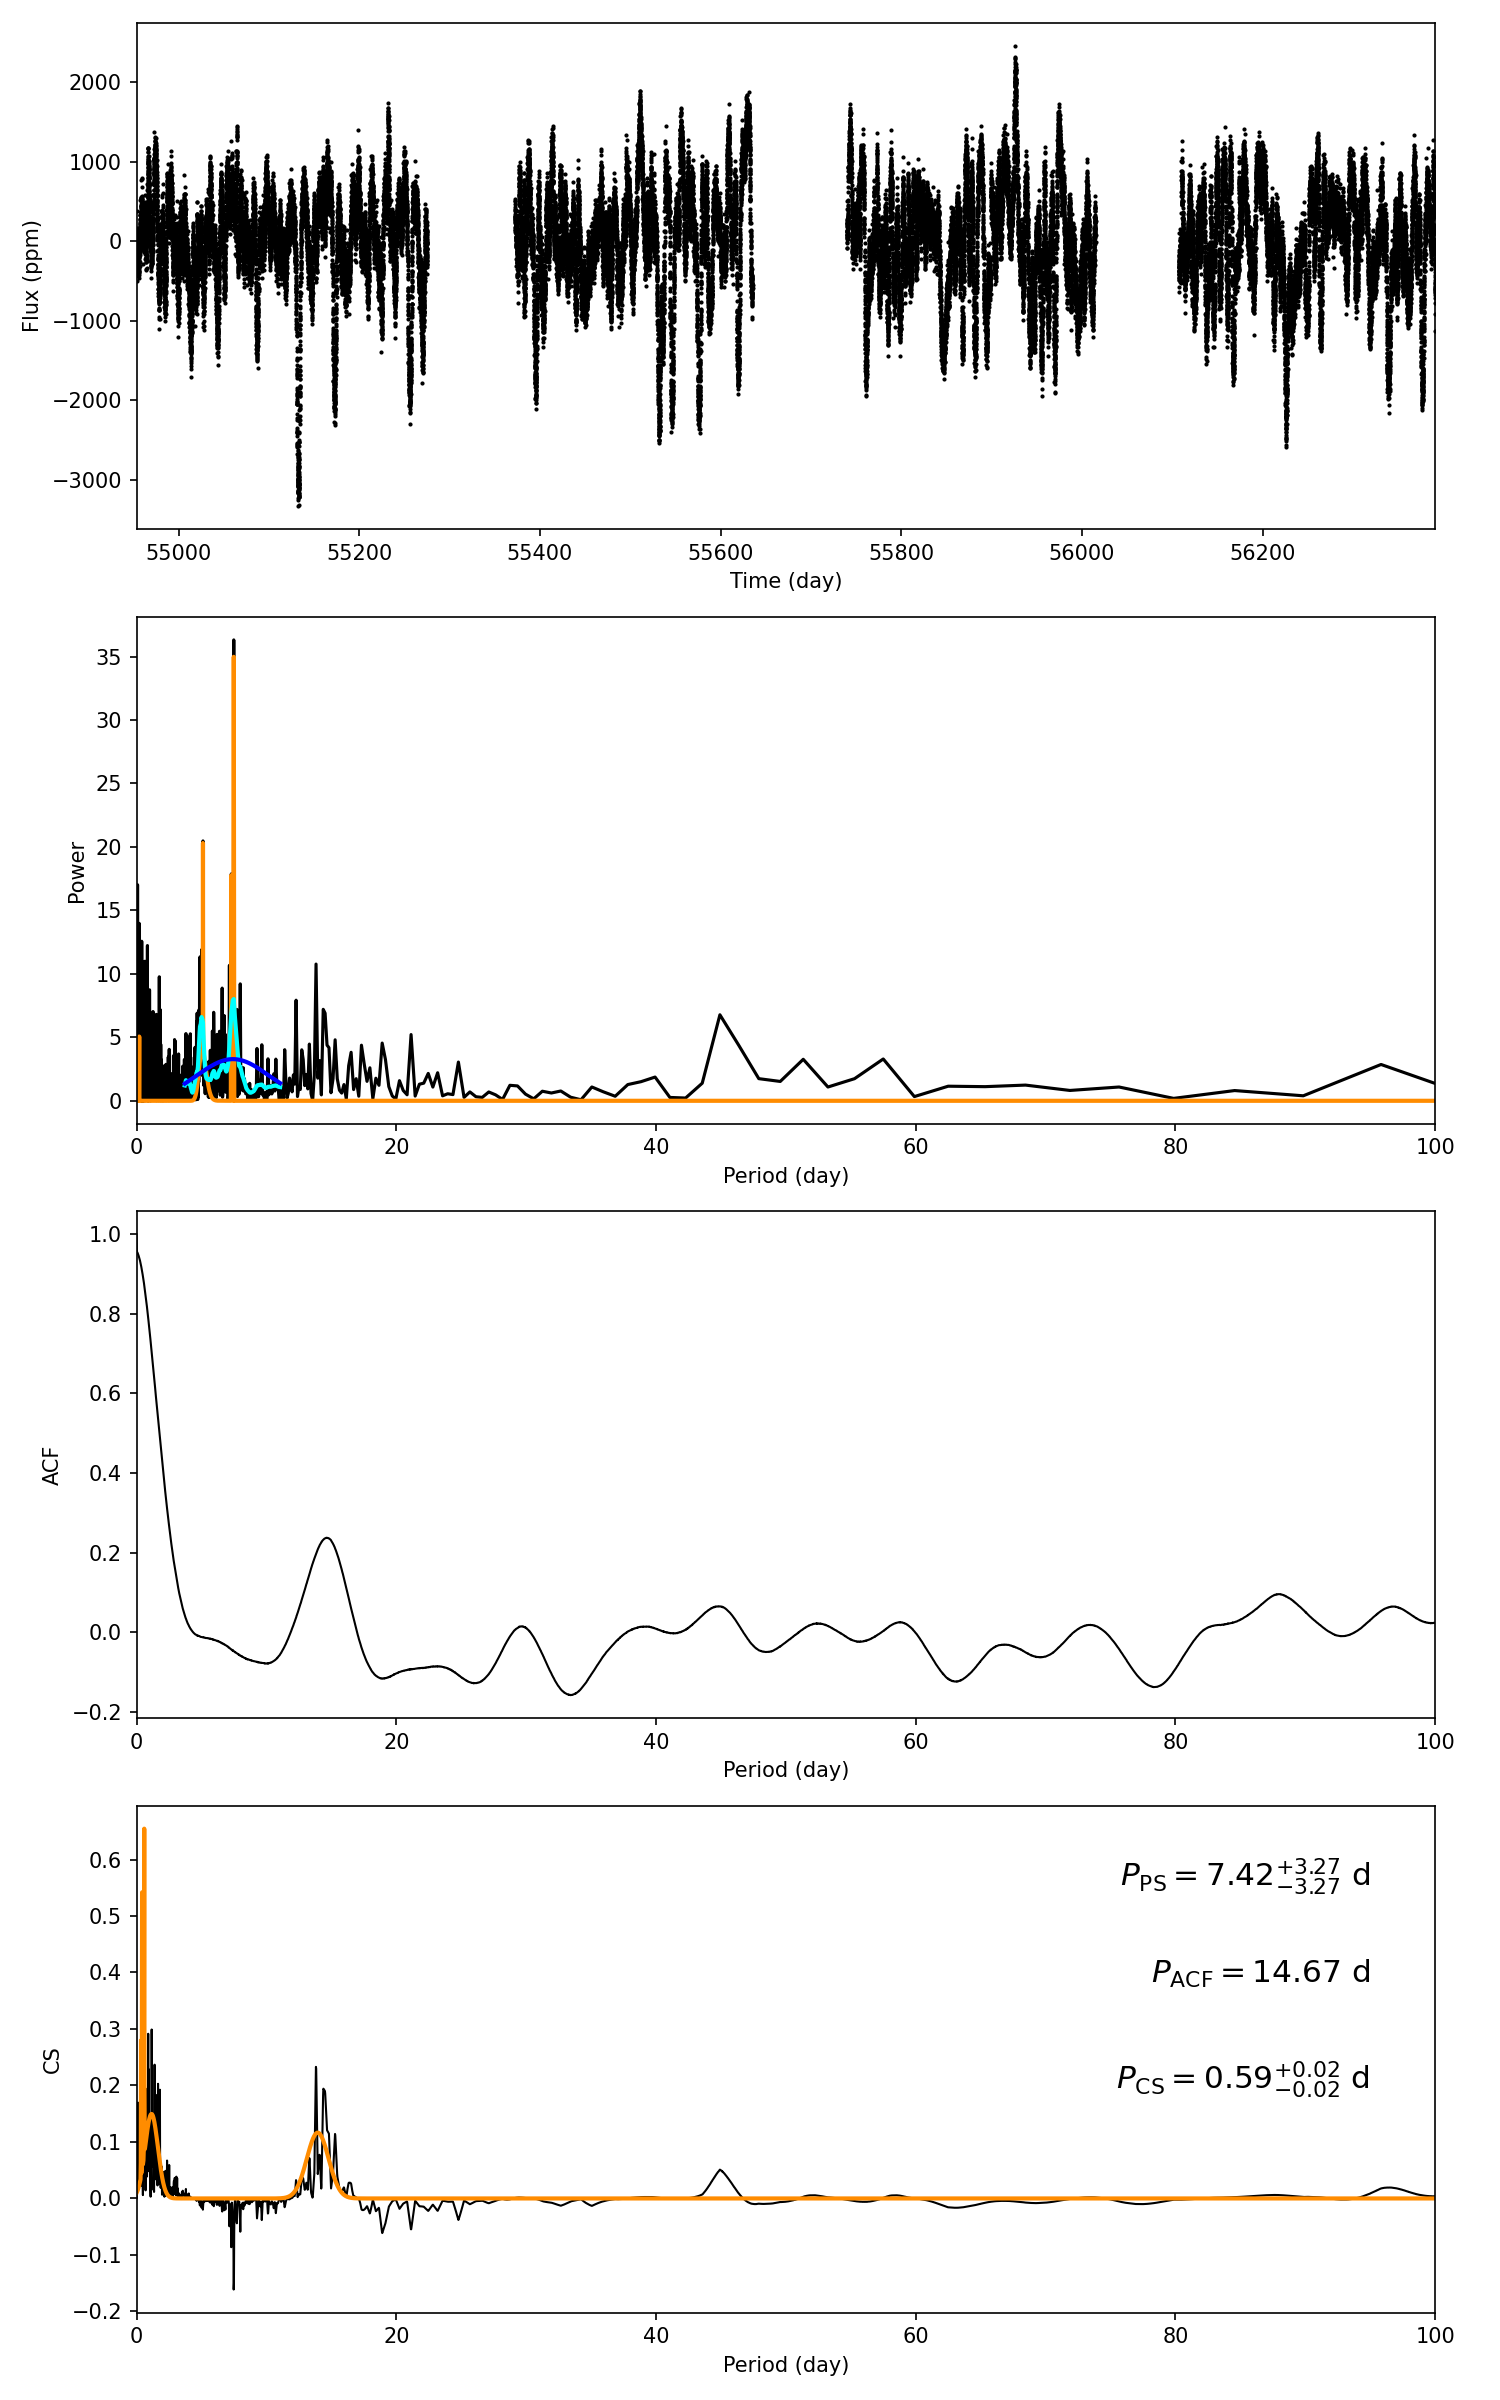 2000
1000
0
−1000
−2000
−3000
Flux (ppm)
55000 55200 55400 55600 55800 56000 56200
Time (day)
35
30
25
20
15
10
5
0
Power
0 20 40 60 80 100
Period (day)
1.0
0.8
0.6
0.4
0.2
0.0
−0.2
ACF
0 20 40 60 80 100
Period (day)
0.6
0.5
0.4
0.3
0.2
0.1
0.0
−0.1
−0.2
CS
P_PS = 7.42 +3.27 −3.27 d
P_ACF = 14.67 d
P_CS = 0.59 +0.02 −0.02 d
0 20 40 60 80 100
Period (day)